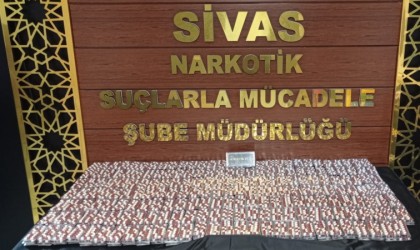 SİVAS
NARKOTİK
SUÇLARLA MÜCADELE
ŞUBE MÜDÜRLÜĞÜ